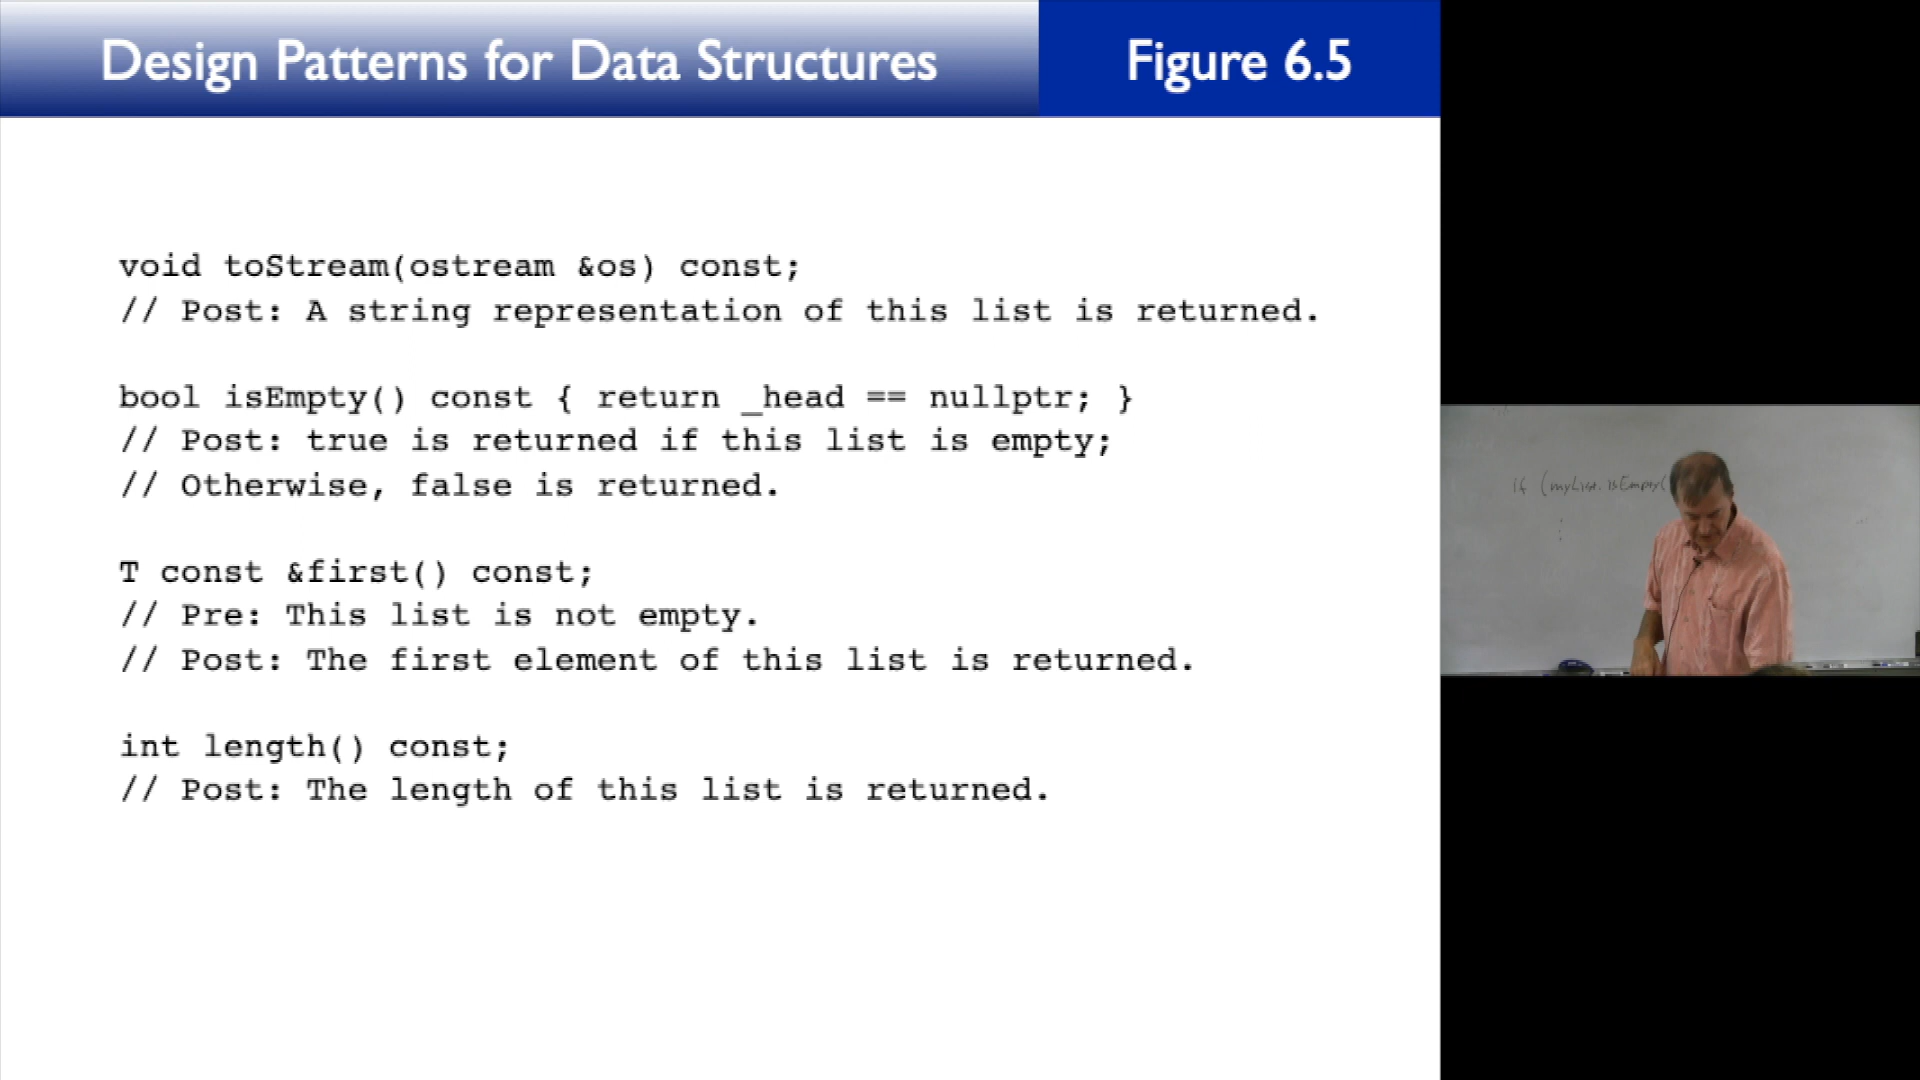 Design Patterns for Data Structures
Figure 6.5
void toStream(ostream &os) const;
// Post: A string representation of this list is returned.
bool isEmpty() const { return _head == nullptr; }
// Post: true is returned if this list is empty;
// Otherwise, false is returned.
T const &first() const;
// Pre: This list is not empty.
// Post: The first element of this list is returned.
int length() const;
// Post: The length of this list is returned.
if (myList.isEmpty(